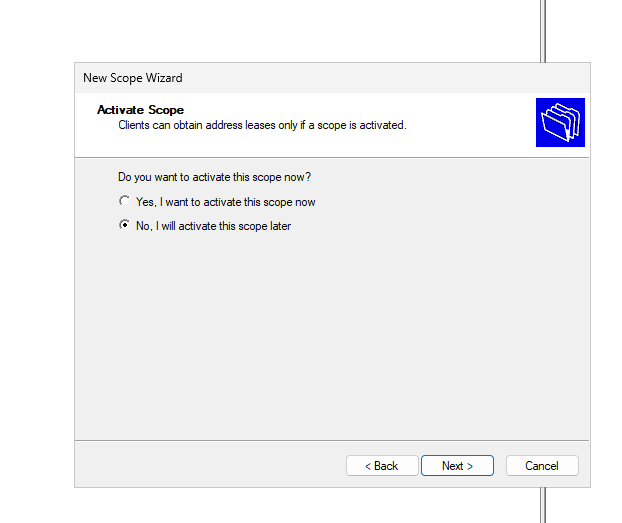 New Scope Wizard
Activate Scope
Clients can obtain address leases only if a scope is activated.
Do you want to activate this scope now?
Yes, I want to activate this scope now
No, I will activate this scope later
< Back
Next >
Cancel